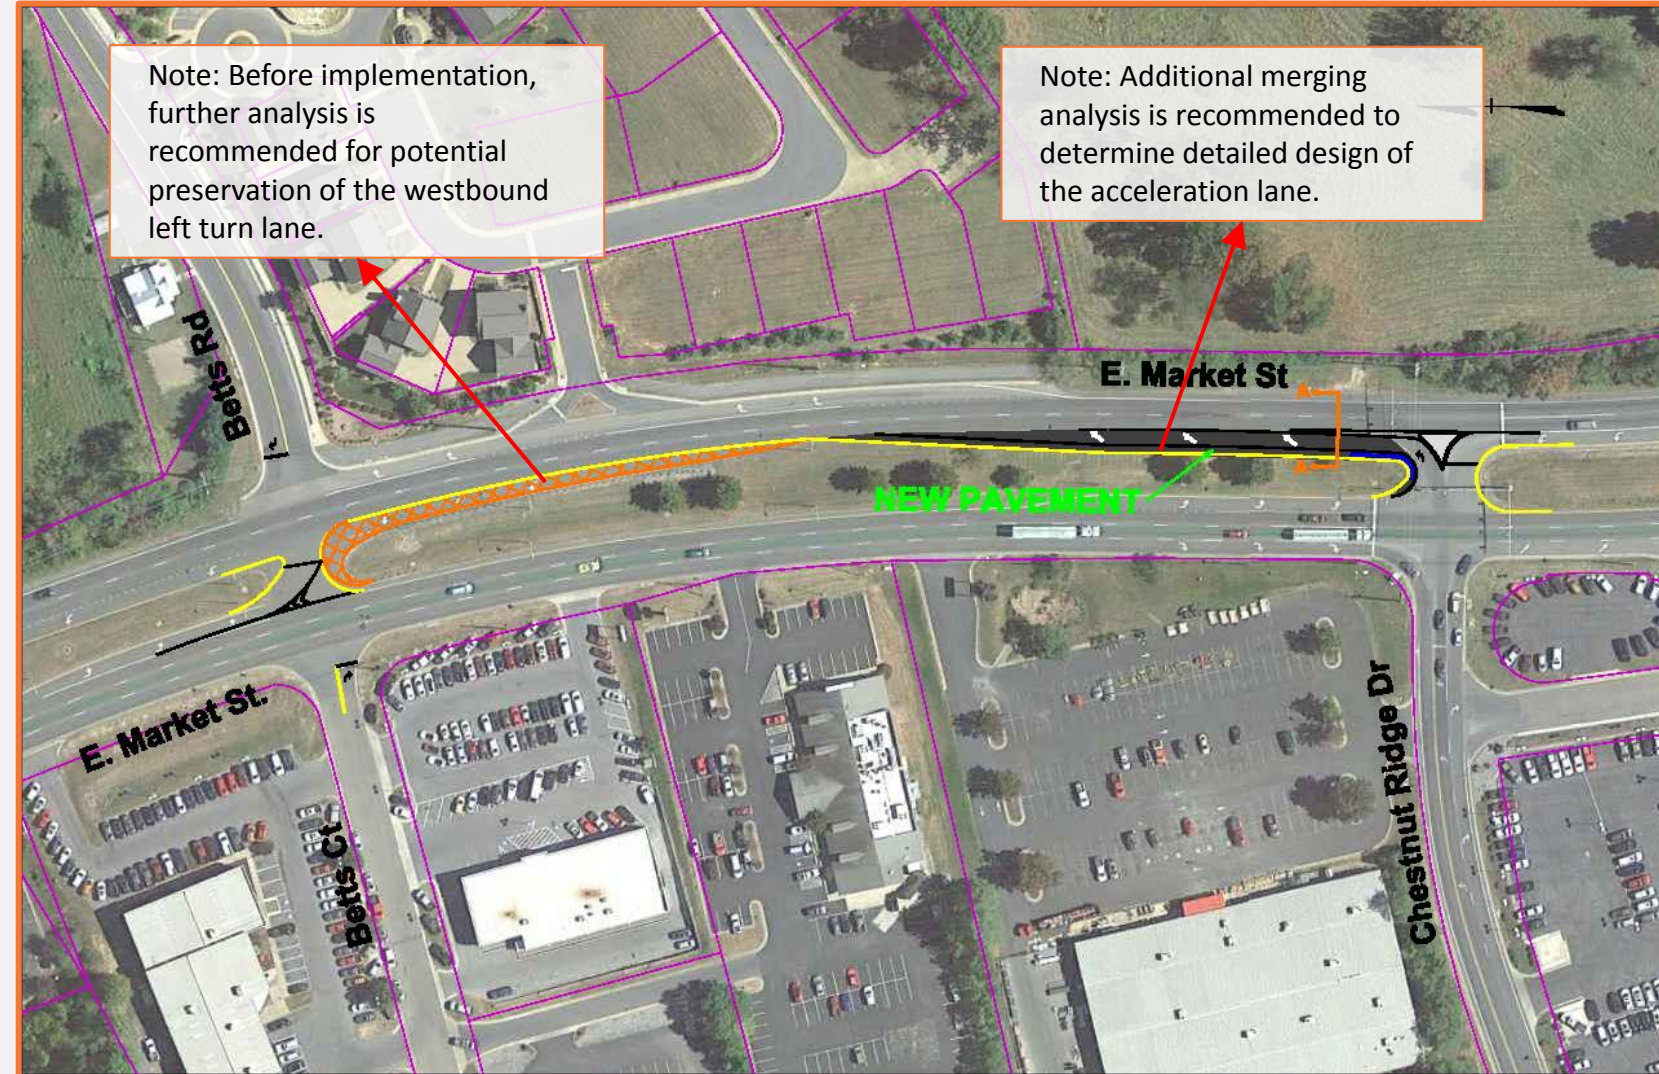 Note: Before implementation,
further analysis is
recommended for potential
preservation of the westbound
left turn lane.
Note: Additional merging
analysis is recommended to
determine detailed design of
the acceleration lane.
Betts Rd
E. Market St
A
A
NEW PAVEMENT
E. Market St.
Betts Ct
Chestnut Ridge Dr